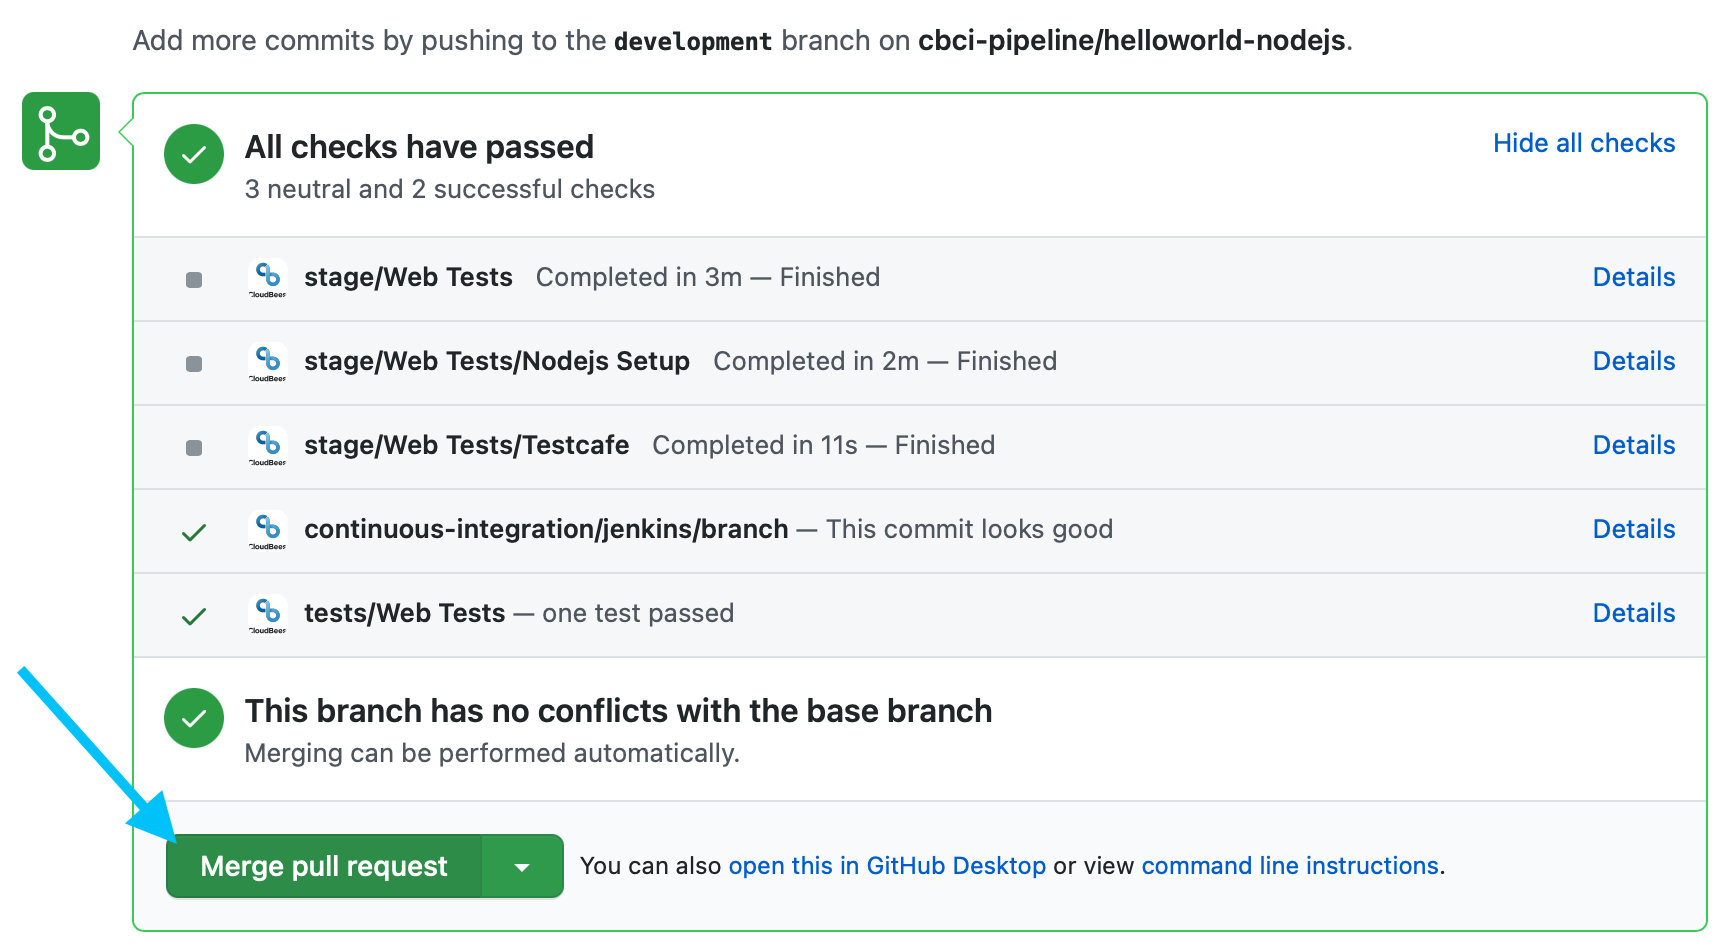 Add more commits by pushing to the development branch on cbci-pipeline/helloworld-nodejs.
All checks have passed
Hide all checks
3 neutral and 2 successful checks
CloudBees stage/Web Tests Completed in 3m — Finished Details
CloudBees stage/Web Tests/Nodejs Setup Completed in 2m — Finished Details
CloudBees stage/Web Tests/Testcafe Completed in 11s — Finished Details
CloudBees continuous-integration/jenkins/branch — This commit looks good Details
CloudBees tests/Web Tests — one test passed Details
This branch has no conflicts with the base branch
Merging can be performed automatically.
Merge pull request You can also open this in GitHub Desktop or view command line instructions.